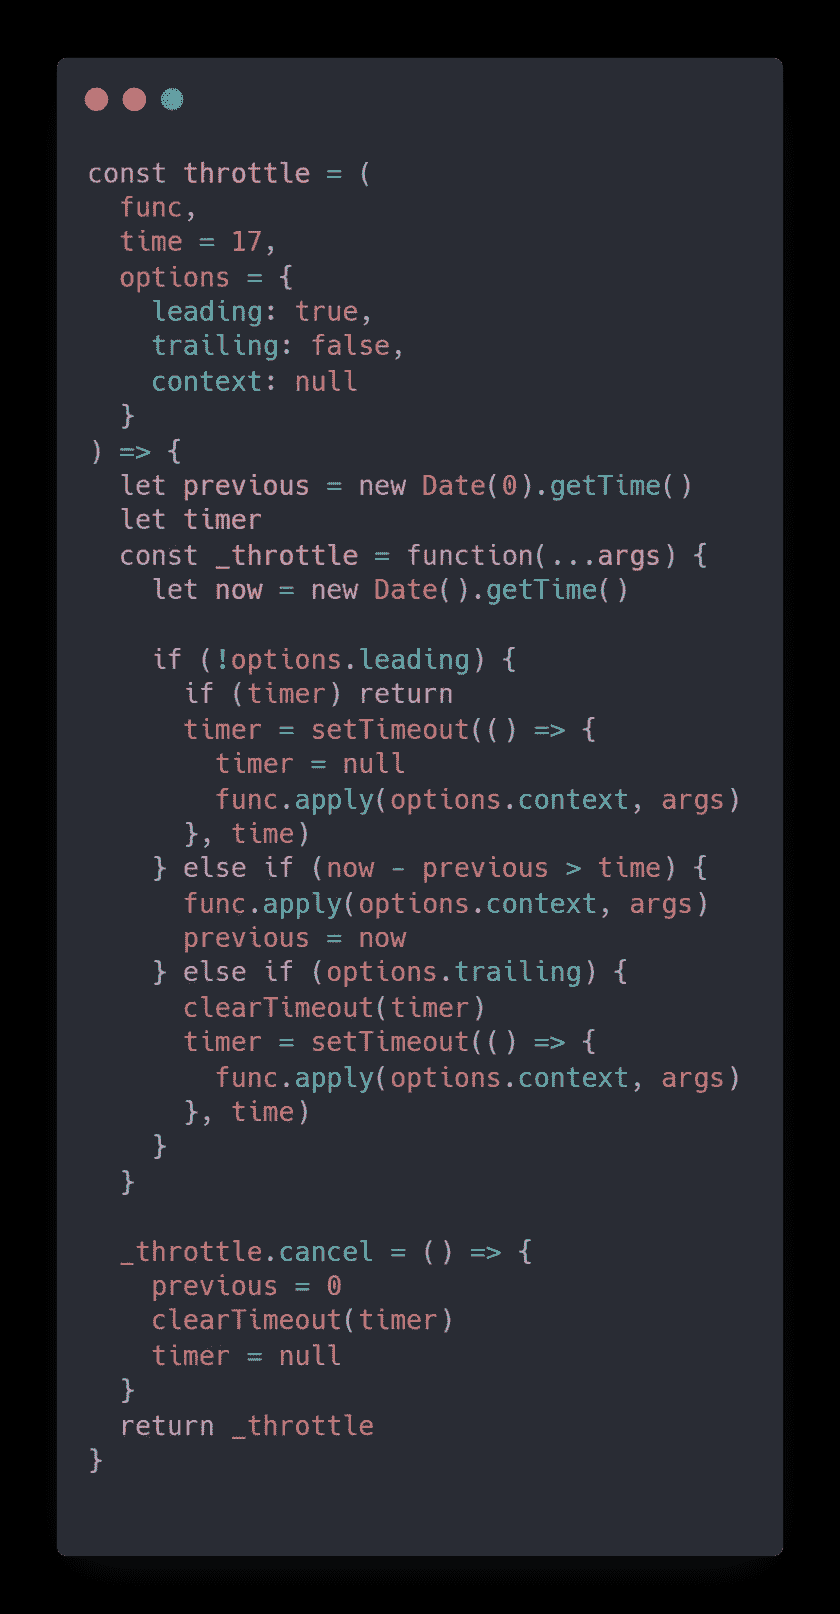 const throttle = (
  func,
  time = 17,
  options = {
    leading: true,
    trailing: false,
    context: null
  }
) => {
  let previous = new Date(0).getTime()
  let timer
  const _throttle = function(...args) {
    let now = new Date().getTime()

    if (!options.leading) {
      if (timer) return
      timer = setTimeout(() => {
        timer = null
        func.apply(options.context, args)
      }, time)
    } else if (now - previous > time) {
      func.apply(options.context, args)
      previous = now
    } else if (options.trailing) {
      clearTimeout(timer)
      timer = setTimeout(() => {
        func.apply(options.context, args)
      }, time)
    }
  }

  _throttle.cancel = () => {
    previous = 0
    clearTimeout(timer)
    timer = null
  }
  return _throttle
}